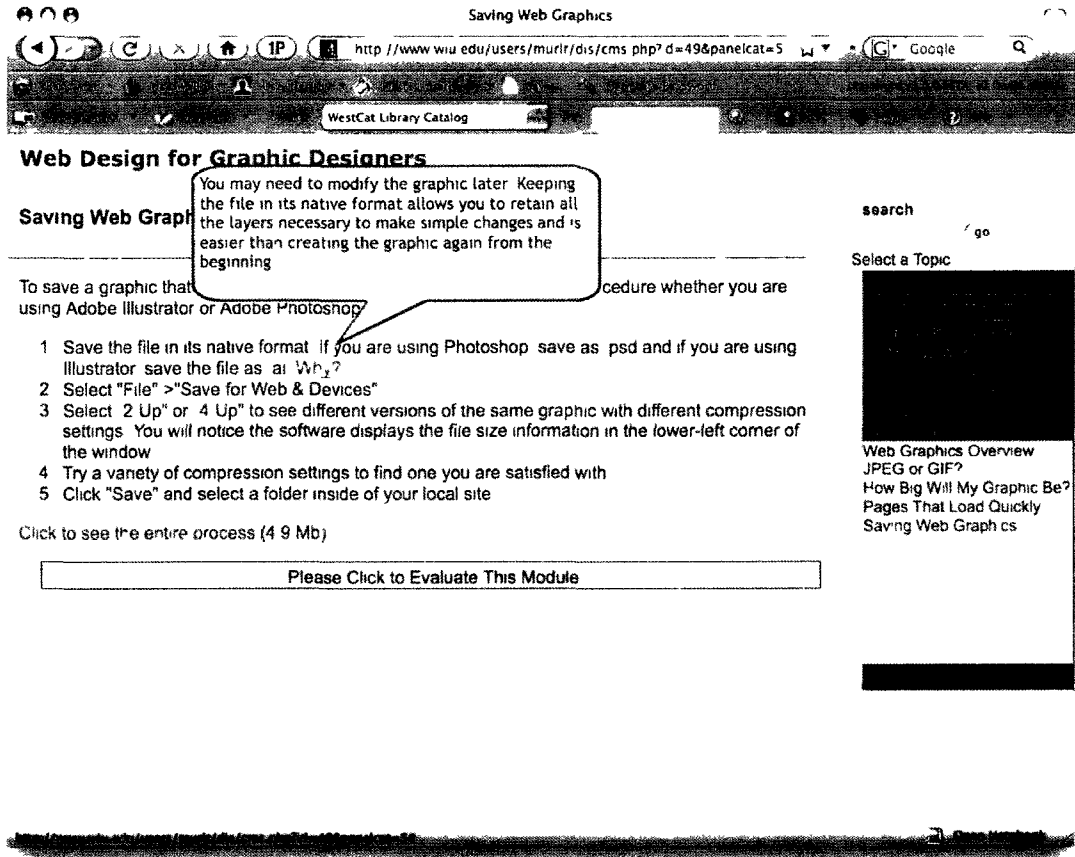 Saving Web Graphics
1P http //www wiu edu/users/murlr/dis/cms php? d=49&panelcat=5 G Google
WestCat Library Catalog
Web Design for Graphic Designers
You may need to modify the graphic later Keeping
the file in its native format allows you to retain all
the layers necessary to make simple changes and is
easier than creating the graphic again from the
beginning
Saving Web Graph
search
go
Select a Topic
To save a graphic that cedure whether you are
using Adobe Illustrator or Adobe Photoshop
1 Save the file in its native format If you are using Photoshop save as psd and if you are using
Illustrator save the file as ai Why?
2 Select "File" >"Save for Web & Devices"
3 Select 2 Up" or 4 Up" to see different versions of the same graphic with different compression
settings You will notice the software displays the file size information in the lower-left corner of
the window
4 Try a variety of compression settings to find one you are satisfied with
5 Click "Save" and select a folder inside of your local site
Click to see the entire process (4 9 Mb)
Please Click to Evaluate This Module
Web Graphics Overview
JPEG or GIF?
How Big Will My Graphic Be?
Pages That Load Quickly
Saving Web Graph cs